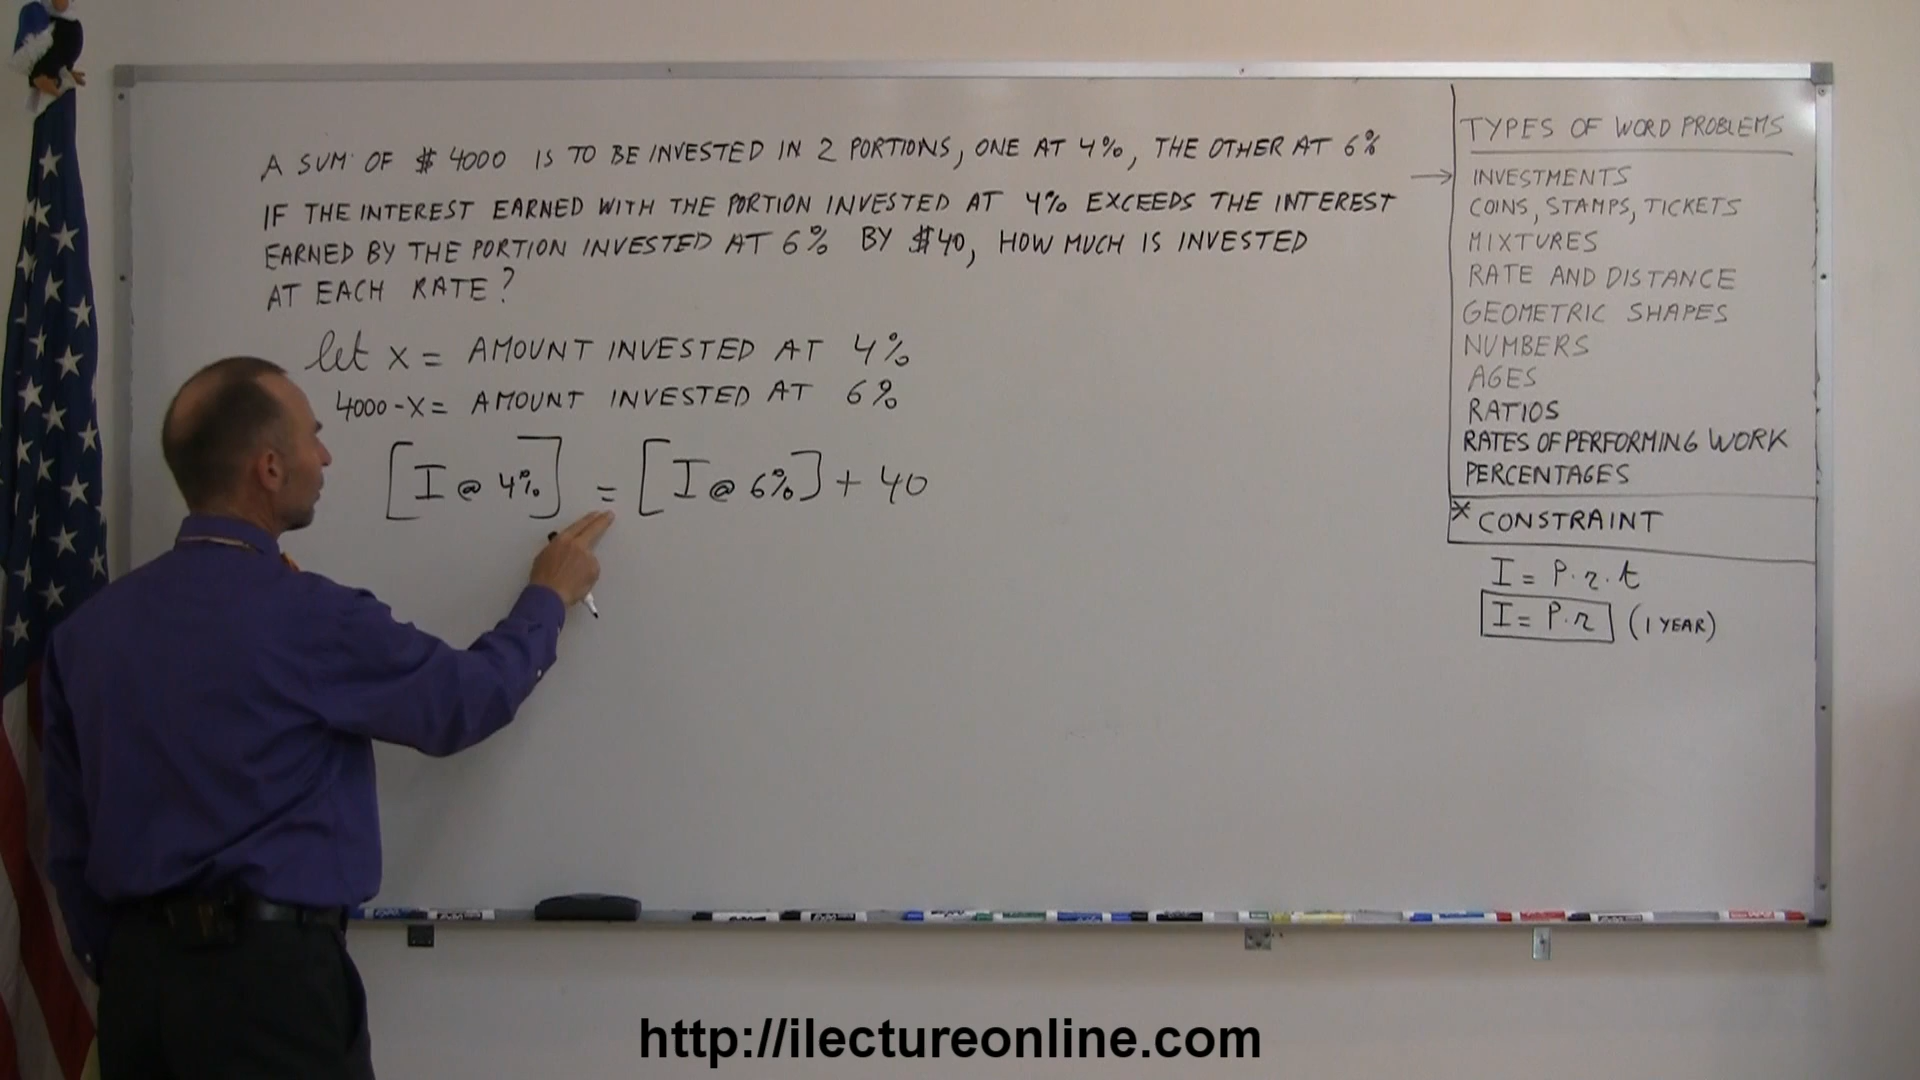 A SUM OF $ 4000 IS TO BE INVESTED IN 2 PORTIONS, ONE AT 4%, THE OTHER AT 6%
IF THE INTEREST EARNED WITH THE PORTION INVESTED AT 4% EXCEEDS THE INTEREST
EARNED BY THE PORTION INVESTED AT 6% BY $40, HOW MUCH IS INVESTED
AT EACH RATE?
let x = AMOUNT INVESTED AT 4%
4000-x = AMOUNT INVESTED AT 6%
[I @ 4%] = [I @ 6%] + 40
TYPES OF WORD PROBLEMS
→ INVESTMENTS
COINS, STAMPS, TICKETS
MIXTURES
RATE AND DISTANCE
GEOMETRIC SHAPES
NUMBERS
AGES
RATIOS
RATES OF PERFORMING WORK
PERCENTAGES
* CONSTRAINT
I = P.r.t
I = P.r (1 YEAR)
http://ilectureonline.com